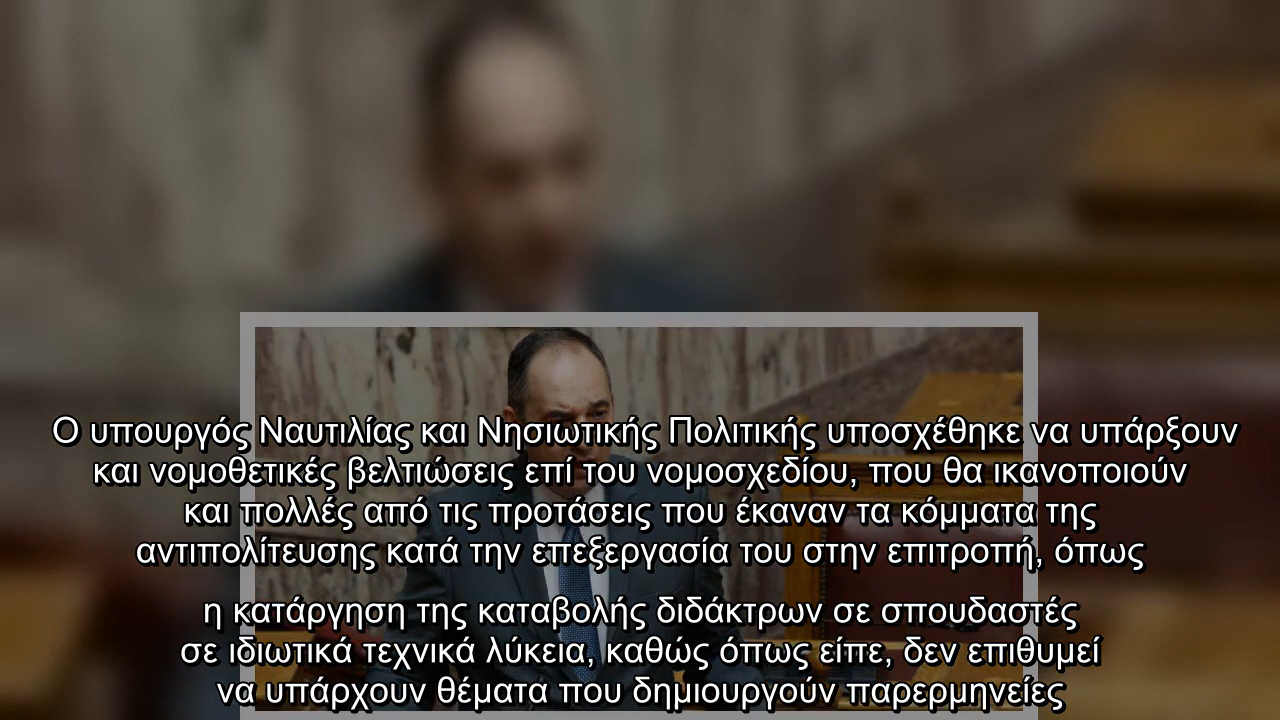 Ο υπουργός Ναυτιλίας και Νησιωτικής Πολιτικής υποσχέθηκε να υπάρξουν
και νομοθετικές βελτιώσεις επί του νομοσχεδίου, που θα ικανοποιούν
και πολλές από τις προτάσεις που έκαναν τα κόμματα της
αντιπολίτευσης κατά την επεξεργασία του στην επιτροπή, όπως
η κατάργηση της καταβολής διδάκτρων σε σπουδαστές
σε ιδιωτικά τεχνικά λύκεια, καθώς όπως είπε, δεν επιθυμεί
να υπάρχουν θέματα που δημιουργούν παρερμηνείες